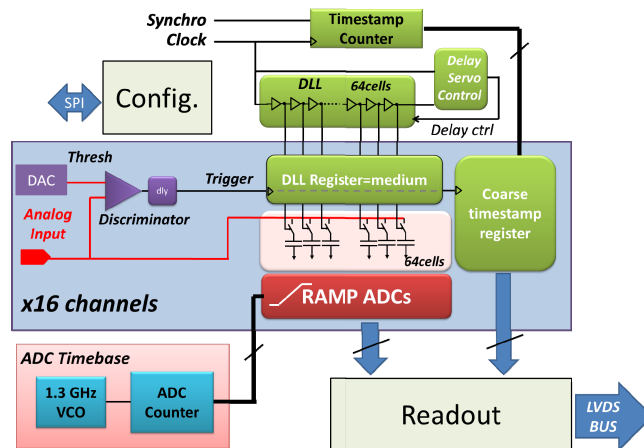 Synchro
Clock
Timestamp
Counter
DLL
64cells
Delay
Servo
Control
Delay ctrl
SPI
Config.
DAC
Thresh
dly
Discriminator
Trigger
DLL Register=medium
Coarse
timestamp
register
Analog
Input
64cells
x16 channels
RAMP ADCs
ADC Timebase
1.3 GHz
VCO
ADC
Counter
Readout
LVDS
BUS